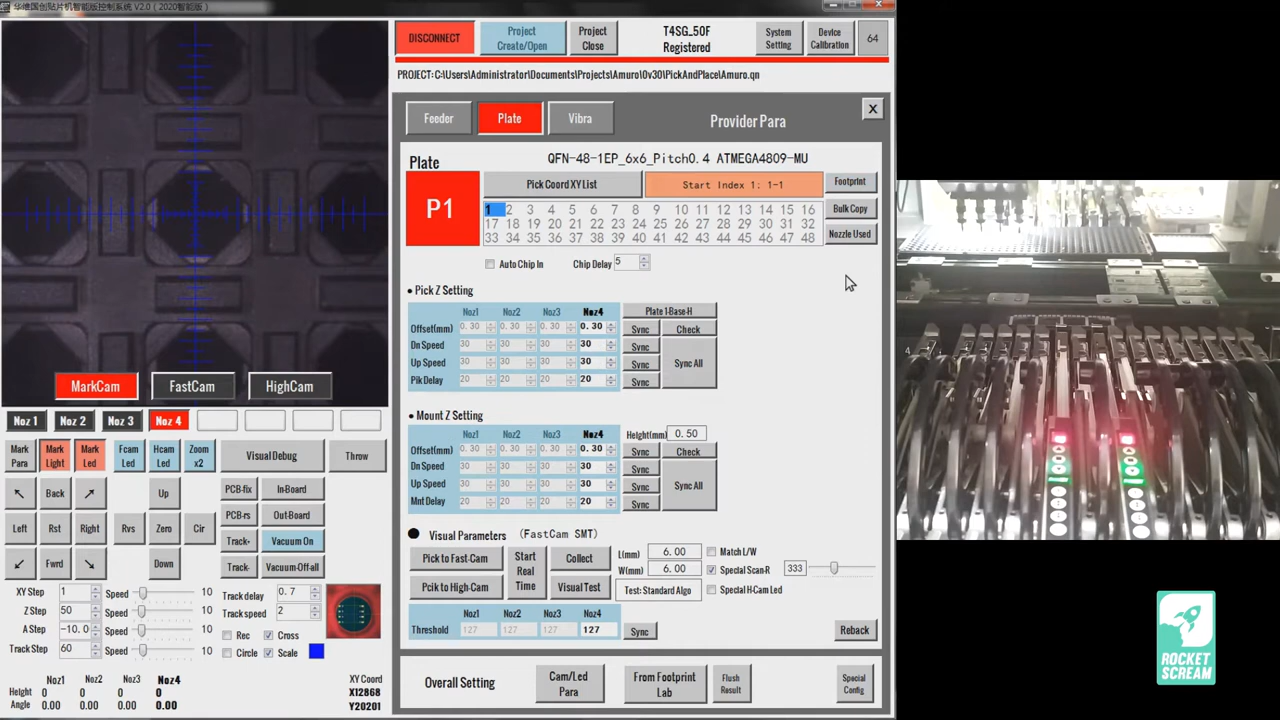 华维国创贴片机智能版控制系统 V2.0（2020智能版）
DISCONNECT
Project Create/Open
Project Close
T4SG_50F Registered
System Setting
Device Calibration
64
PROJECT: C:\Users\Administrator\Documents\Projects\Amuro\0v30\PickAndPlace\Amuro.qn
Feeder Plate Vibra Provider Para X
Plate QFN-48-1EP_6x6_Pitch0.4 ATMEGA4809-MU
P1
Pick Coord XY List Start Index 1: 1-1 Footprint
1 2 3 4 5 6 7 8 9 10 11 12 13 14 15 16 Bulk Copy
17 18 19 20 21 22 23 24 25 26 27 28 29 30 31 32
33 34 35 36 37 38 39 40 41 42 43 44 45 46 47 48 Nozzle Used
Auto Chip In Chip Delay 5
• Pick Z Setting
Noz1 Noz2 Noz3 Noz4 Plate 1-Base-H
Offset(mm) 0.30 0.30 0.30 0.30 Sync Check
Dn Speed 30 30 30 30 Sync
Up Speed 30 30 30 30 Sync Sync All
Pik Delay 20 20 20 20 Sync
• Mount Z Setting
Noz1 Noz2 Noz3 Noz4 Height(mm) 0.50
Offset(mm) 0.30 0.30 0.30 0.30 Sync Check
Dn Speed 30 30 30 30 Sync
Up Speed 30 30 30 30 Sync Sync All
Mnt Delay 20 20 20 20 Sync
Visual Parameters (FastCam SMT)
Pick to Fast-Cam Start Real Time Collect L(mm) 6.00 Match L/W
W(mm) 6.00 Special Scan-R 333
Pcik to High-Cam Visual Test Test: Standard Algo Special H-Cam Led
Noz1 Noz2 Noz3 Noz4
Threshold 127 127 127 127 Sync Reback
Overall Setting Cam/Led Para From Footprint Lab Flush Result Special Config
MarkCam FastCam HighCam
Noz 1 Noz 2 Noz 3 Noz 4
Mark Para Mark Light Mark Led Fcam Led Hcam Led Zoom x2 Visual Debug Throw
↖ Back ↗ Up PCB-fix In-Board
Left Rst Right Rvs Zero Cir PCB-rs Out-Board
Track+ Vacuum On
↙ Fwrd ↘ Down Track- Vacuum-Off-all
XY Step 1 Speed 10 Track delay 0.7
Z Step 50 Speed 10 Track speed 2
A Step -10.0 Speed 10 Rec Cross
Track Step 60 Speed 10 Circle Scale
Noz1 Noz2 Noz3 Noz4 XY Coord
Height 0 0 0 0 X12868
Angle 0.00 0.00 0.00 0.00 Y20201
4
ROCKET
SCREAM